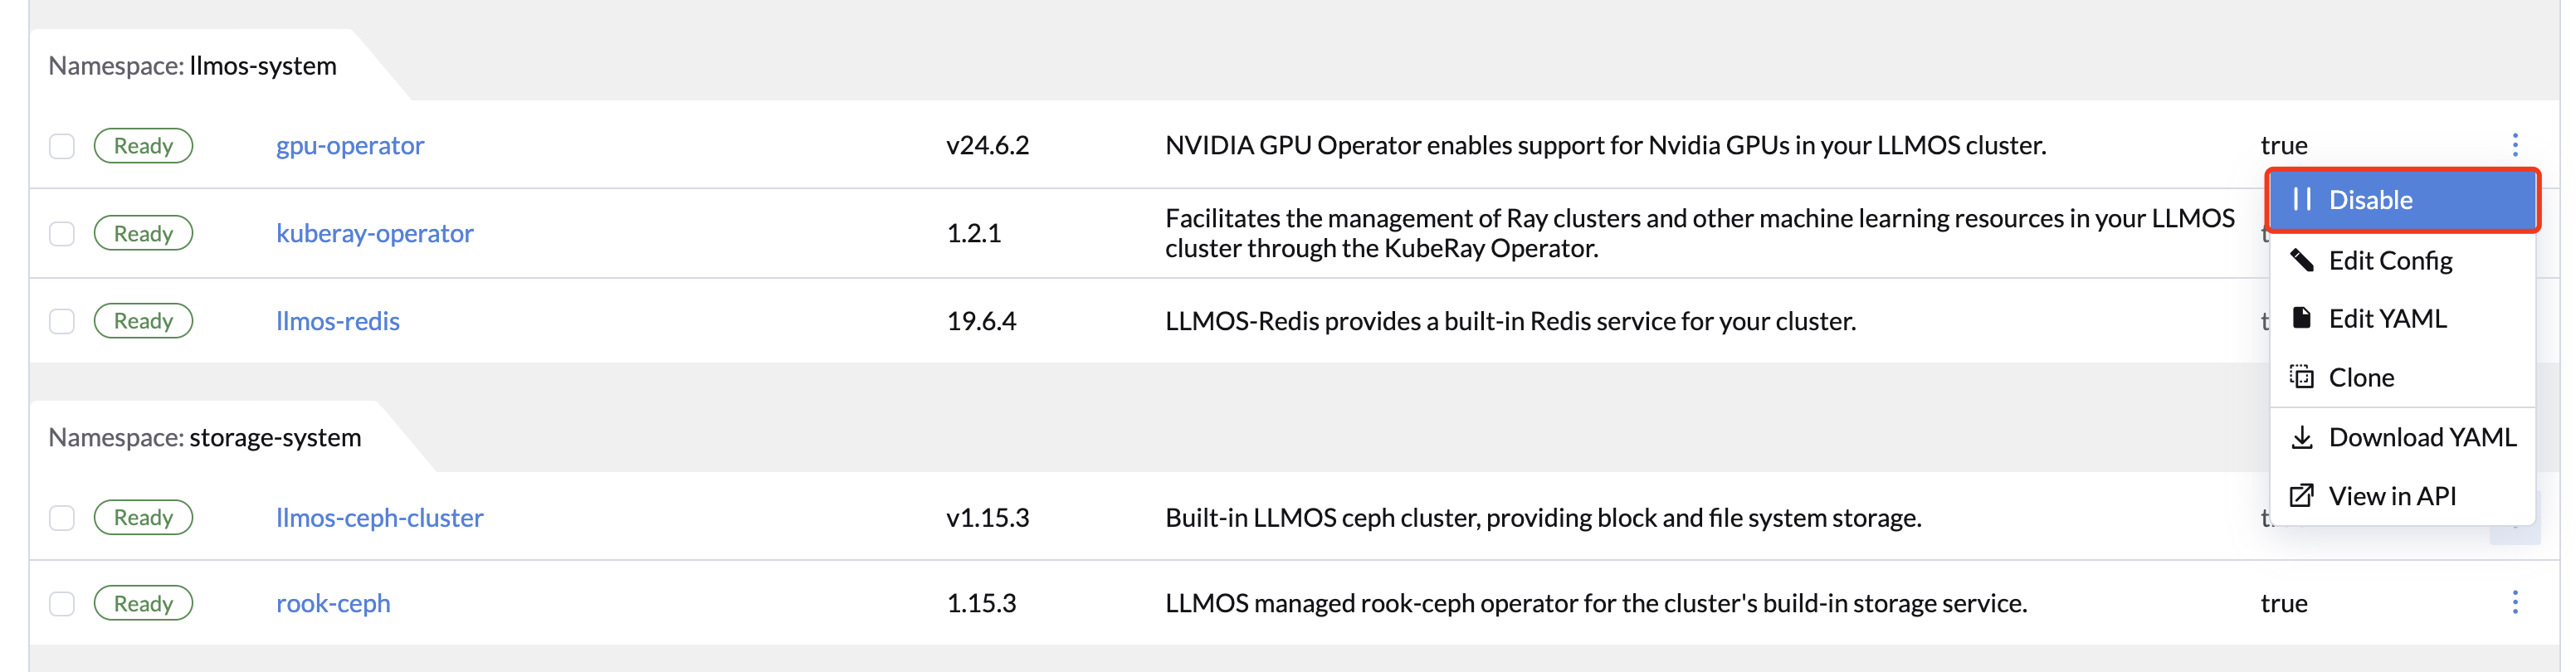 Namespace: llmos-system
Ready gpu-operator v24.6.2 NVIDIA GPU Operator enables support for Nvidia GPUs in your LLMOS cluster. true
Disable
Ready kuberay-operator 1.2.1 Facilitates the management of Ray clusters and other machine learning resources in your LLMOS
cluster through the KubeRay Operator.
Edit Config
Ready llmos-redis 19.6.4 LLMOS-Redis provides a built-in Redis service for your cluster.
Edit YAML
Clone
Namespace: storage-system
Download YAML
View in API
Ready llmos-ceph-cluster v1.15.3 Built-in LLMOS ceph cluster, providing block and file system storage.
Ready rook-ceph 1.15.3 LLMOS managed rook-ceph operator for the cluster's build-in storage service. true